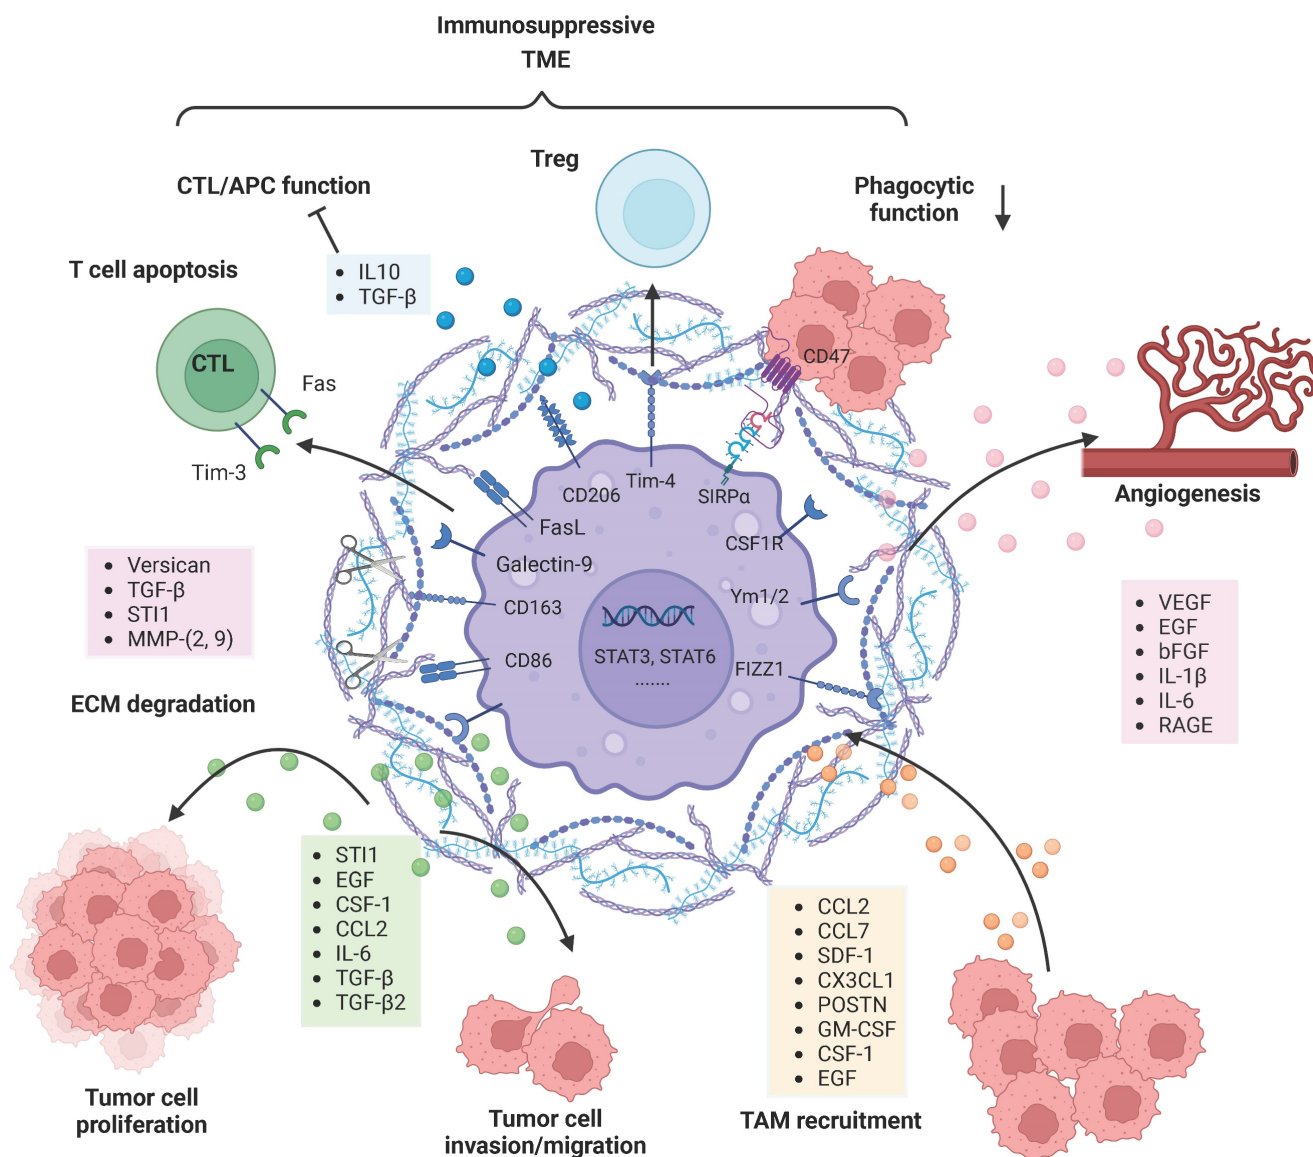 Immunosuppressive
TME
Treg
CTL/APC function
Phagocytic
function
T cell apoptosis
• IL10
• TGF-β
CTL
Fas
Tim-3
CD47
CD206
Tim-4
SIRPα
FasL
Galectin-9
CSF1R
CD163
Ym1/2
CD86
STAT3, STAT6
.......
FIZZ1
Angiogenesis
• Versican
• TGF-β
• STI1
• MMP-(2, 9)
ECM degradation
• VEGF
• EGF
• bFGF
• IL-1β
• IL-6
• RAGE
• STI1
• EGF
• CSF-1
• CCL2
• IL-6
• TGF-β
• TGF-β2
• CCL2
• CCL7
• SDF-1
• CX3CL1
• POSTN
• GM-CSF
• CSF-1
• EGF
Tumor cell
proliferation
Tumor cell
invasion/migration
TAM recruitment